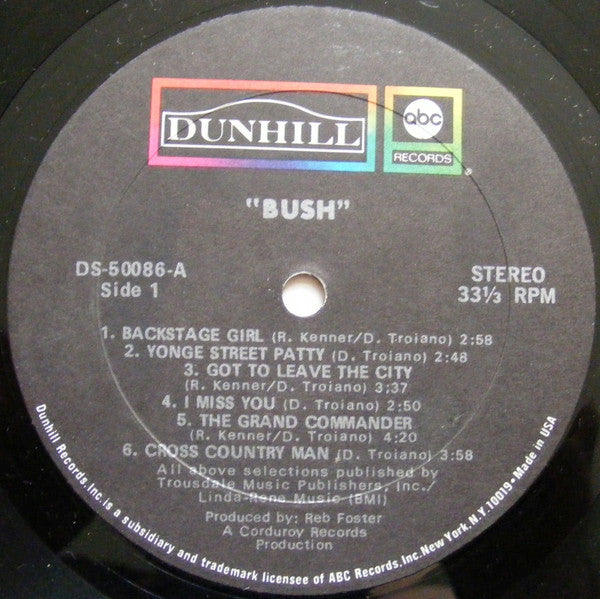 DUNHILL
abc
RECORDS
®
"BUSH"
DS-50086-A
Side 1
STEREO
33⅓ RPM
1. BACKSTAGE GIRL (R. Kenner/D. Troiano) 2:58
2. YONGE STREET PATTY (D. Troiano) 2:48
3. GOT TO LEAVE THE CITY
(R. Kenner/D. Troiano) 3:37
4. I MISS YOU (D. Troiano) 2:50
5. THE GRAND COMMANDER
(R. Kenner/D. Troiano) 4:20
6. CROSS COUNTRY MAN (D. Troiano) 3:58
All above selections published by
Trousdale Music Publishers, Inc./
Linda-Rene Music (BMI)
Produced by: Reb Foster
A Corduroy Records
Production
Dunhill Records, Inc. is a subsidiary and trademark licensee of ABC Records, Inc. New York, N.Y. 10019 • Made in USA